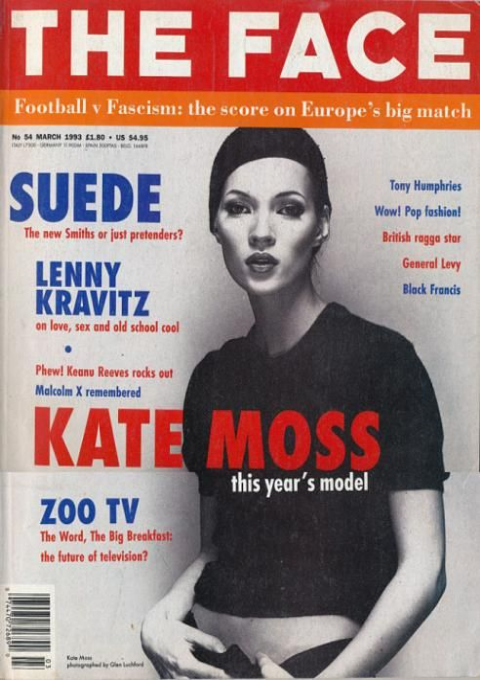 THE FACE
Football v Fascism: the score on Europe's big match
No 54 MARCH 1993 £1.80 • US $4.95
SUEDE
The new Smiths or just pretenders?
LENNY
KRAVITZ
on love, sex and old school cool
•
Phew! Keanu Reeves rocks out
Malcolm X remembered
Tony Humphries
Wow! Pop fashion!
British ragga star
General Levy
Black Francis
KATE MOSS
this year's model
ZOO TV
The Word, The Big Breakfast:
the future of television?
03
Kate Moss
photographed by Glen Luchford